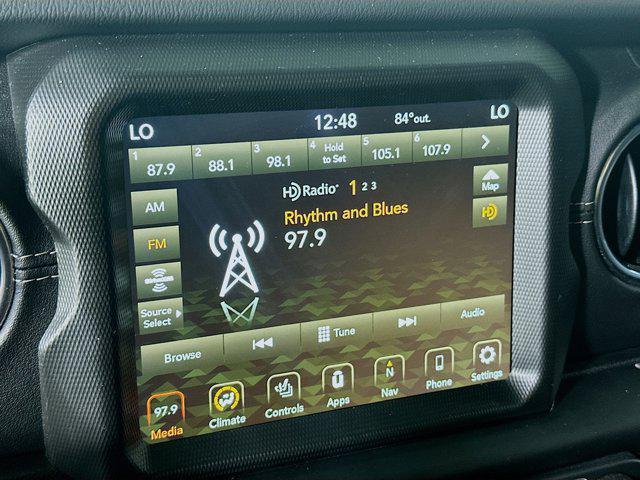 LO 12:48 84° out. LO
1 87.9 2 88.1 3 98.1 4 Hold to Set 5 105.1 6 107.9
AM
HD Radio 1 2 3
Map
FM
Rhythm and Blues
HD
97.9
Source
Select
Browse Tune Audio
97.9 N
Media Climate Controls Apps Nav Phone Settings